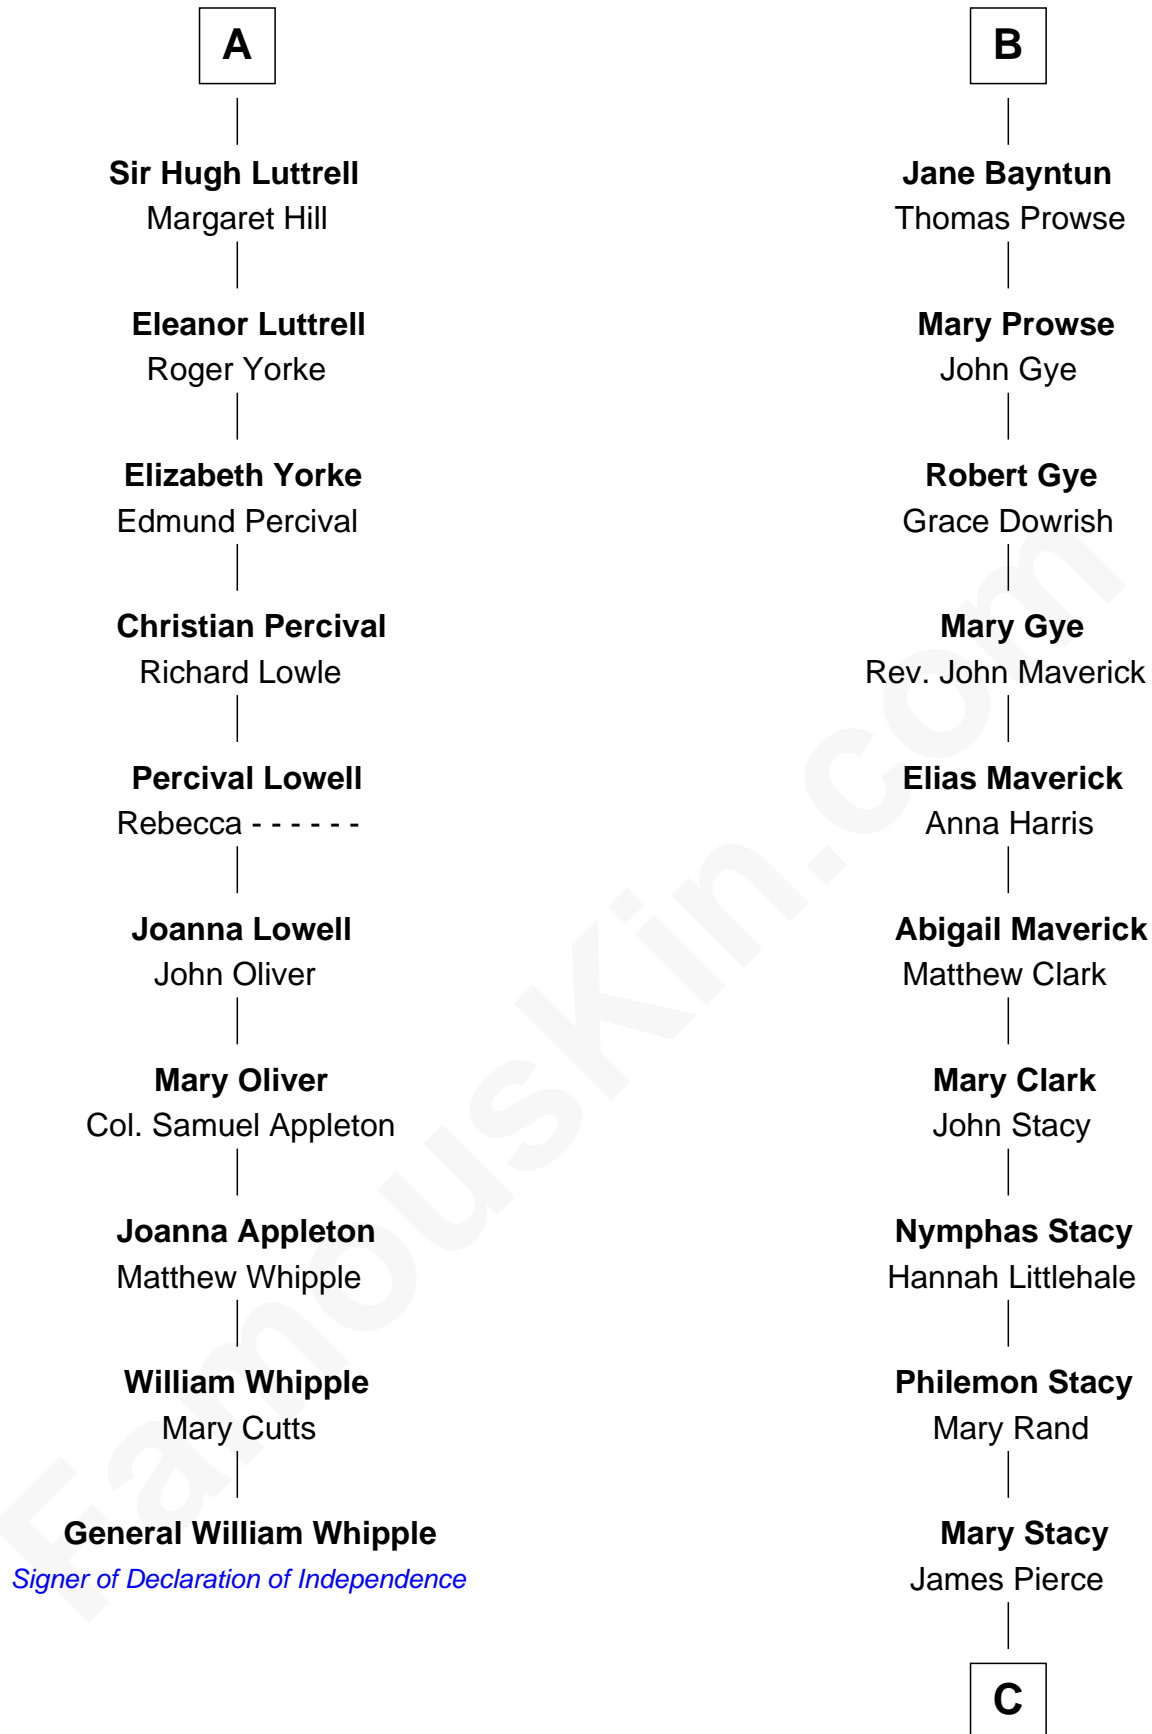 A
Sir Hugh Luttrell
Margaret Hill
Eleanor Luttrell
Roger Yorke
Elizabeth Yorke
Edmund Percival
Christian Percival
Richard Lowle
Percival Lowell
Rebecca - - - - - -
Joanna Lowell
John Oliver
Mary Oliver
Col. Samuel Appleton
Joanna Appleton
Matthew Whipple
William Whipple
Mary Cutts
General William Whipple
Signer of Declaration of Independence
B
Jane Bayntun
Thomas Prowse
Mary Prowse
John Gye
Robert Gye
Grace Dowrish
Mary Gye
Rev. John Maverick
Elias Maverick
Anna Harris
Abigail Maverick
Matthew Clark
Mary Clark
John Stacy
Nymphas Stacy
Hannah Littlehale
Philemon Stacy
Mary Rand
Mary Stacy
James Pierce
C
FamousKin.com